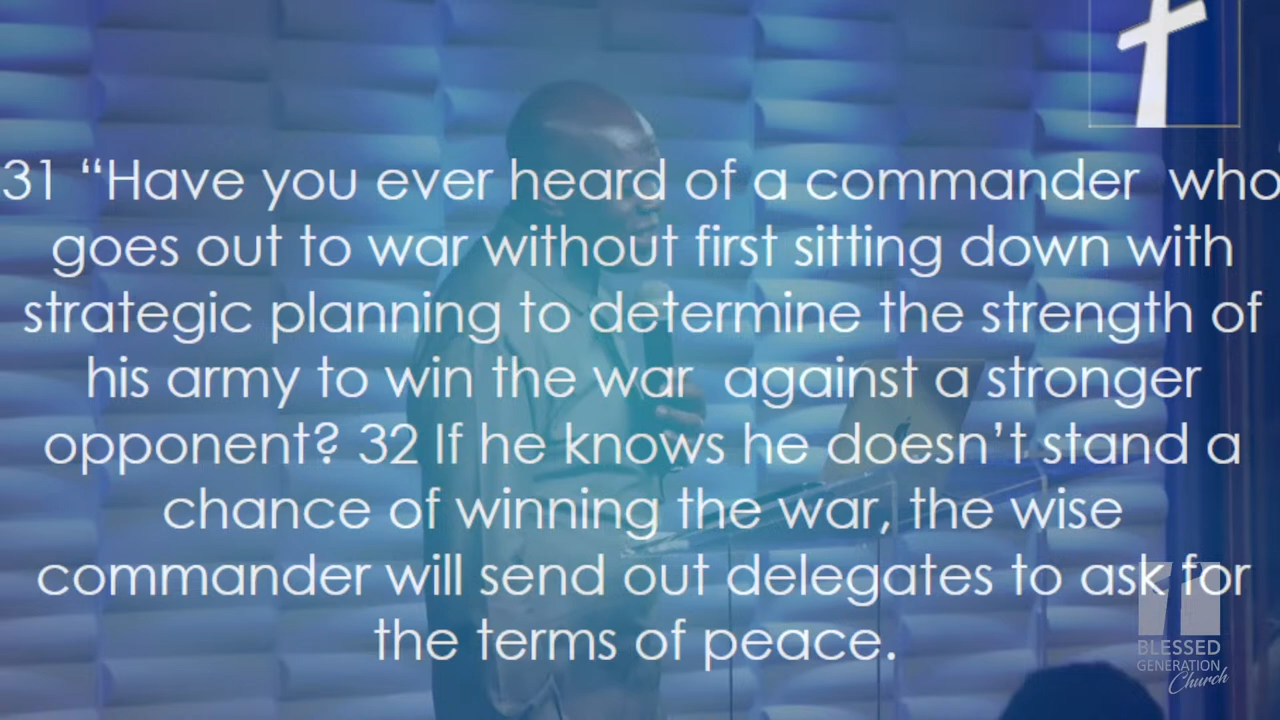 31 “Have you ever heard of a commander who
goes out to war without first sitting down with
strategic planning to determine the strength of
his army to win the war against a stronger
opponent? 32 If he knows he doesn’t stand a
chance of winning the war, the wise
commander will send out delegates to ask for
the terms of peace.
BLESSED
GENERATION
Church